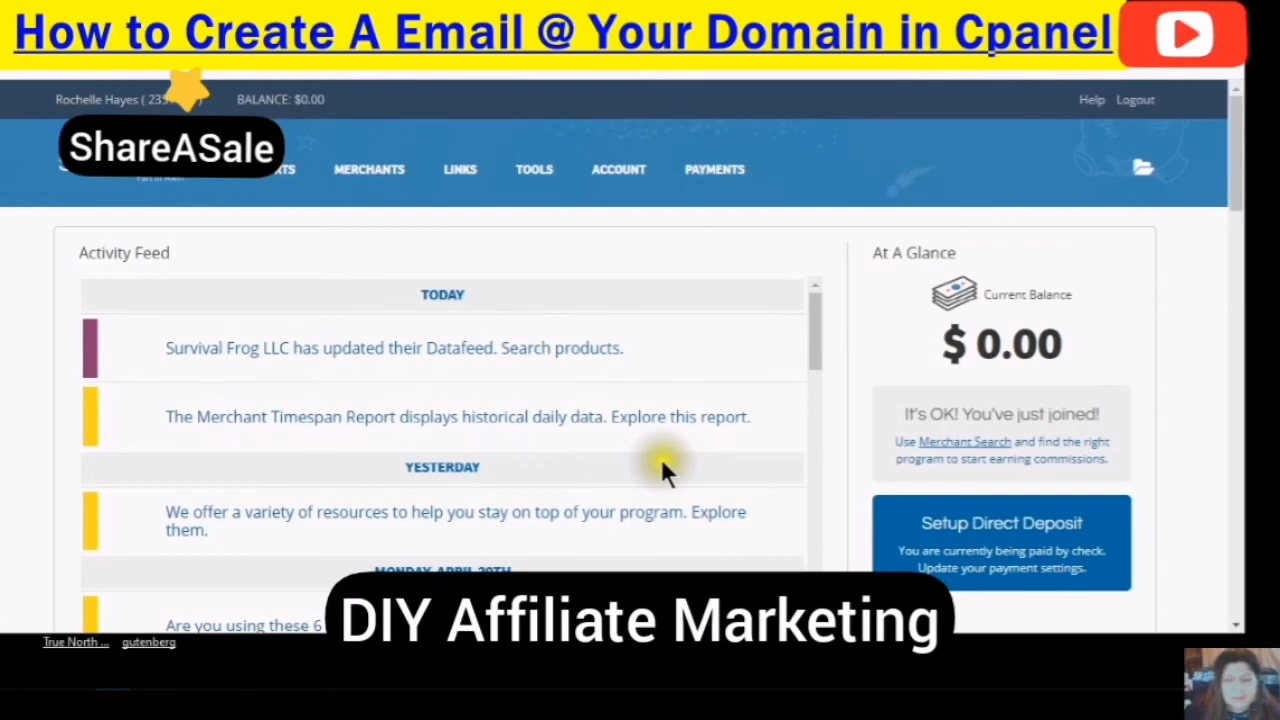 How to Create A Email @ Your Domain in Cpanel
Rochelle Hayes ( 233
BALANCE: $0.00
Help Logout
ShareASale
MERCHANTS LINKS TOOLS ACCOUNT PAYMENTS
Activity Feed
TODAY
Survival Frog LLC has updated their Datafeed. Search products.
The Merchant Timespan Report displays historical daily data. Explore this report.
YESTERDAY
We offer a variety of resources to help you stay on top of your program. Explore
them.
MONDAY, APRIL 20TH
Are you using these 6
At A Glance
Current Balance
$ 0.00
It's OK! You've just joined!
Use Merchant Search and find the right
program to start earning commissions.
Setup Direct Deposit
You are currently being paid by check.
Update your payment settings.
DIY Affiliate Marketing
True North ... gutenberg